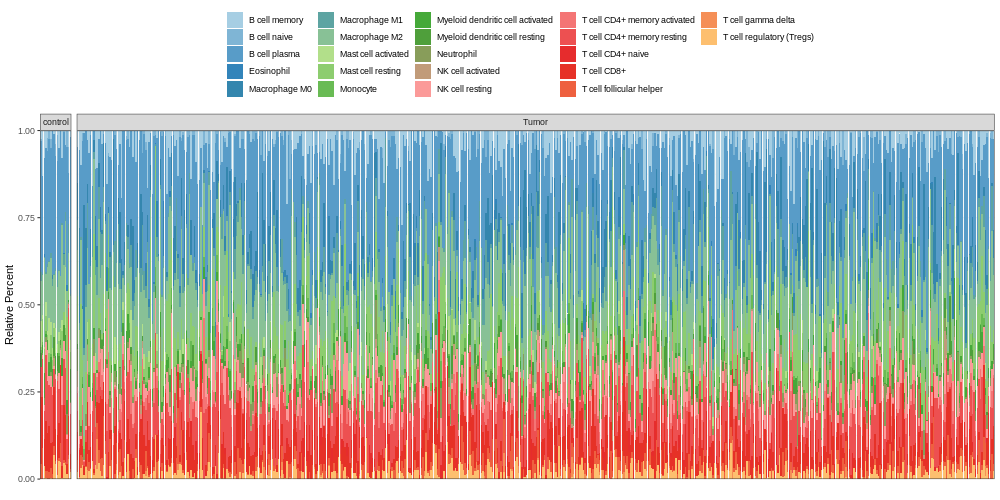 B cell memory
B cell naive
B cell plasma
Eosinophil
Macrophage M0
Macrophage M1
Macrophage M2
Mast cell activated
Mast cell resting
Monocyte
Myeloid dendritic cell activated
Myeloid dendritic cell resting
Neutrophil
NK cell activated
NK cell resting
T cell CD4+ memory activated
T cell CD4+ memory resting
T cell CD4+ naive
T cell CD8+
T cell follicular helper
T cell gamma delta
T cell regulatory (Tregs)
control
Tumor
1.00
0.75
0.50
0.25
0.00
Relative Percent